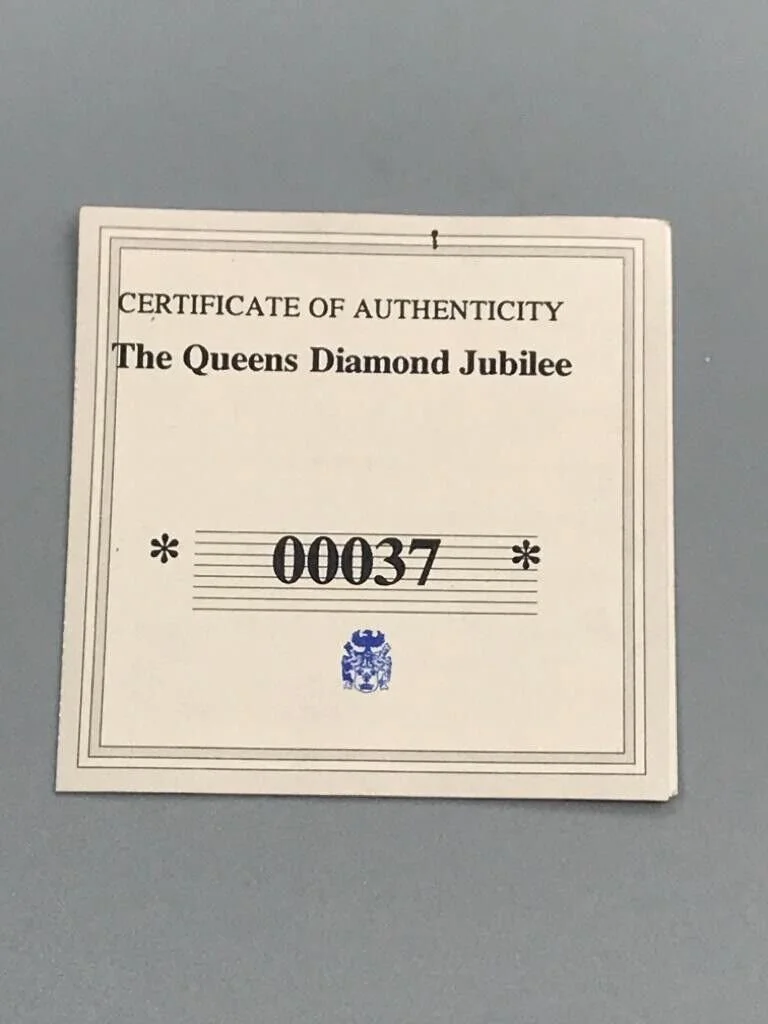 CERTIFICATE OF AUTHENTICITY
The Queens Diamond Jubilee
* 00037 *